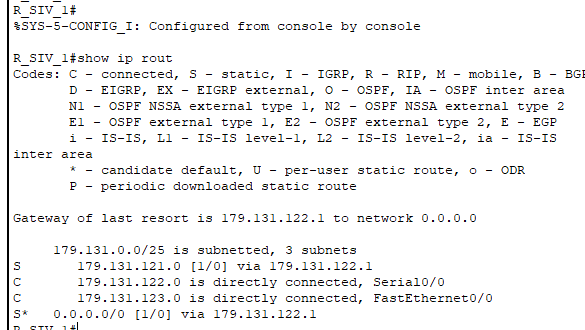 R_SIV_1#
%SYS-5-CONFIG_I: Configured from console by console
R_SIV_1#show ip rout
Codes: C - connected, S - static, I - IGRP, R - RIP, M - mobile, B - BGP
D - EIGRP, EX - EIGRP external, O - OSPF, IA - OSPF inter area
N1 - OSPF NSSA external type 1, N2 - OSPF NSSA external type 2
E1 - OSPF external type 1, E2 - OSPF external type 2, E - EGP
i - IS-IS, L1 - IS-IS level-1, L2 - IS-IS level-2, ia - IS-IS
inter area
* - candidate default, U - per-user static route, o - ODR
P - periodic downloaded static route
Gateway of last resort is 179.131.122.1 to network 0.0.0.0
179.131.0.0/25 is subnetted, 3 subnets
S 179.131.121.0 [1/0] via 179.131.122.1
C 179.131.122.0 is directly connected, Serial0/0
C 179.131.123.0 is directly connected, FastEthernet0/0
S* 0.0.0.0/0 [1/0] via 179.131.122.1
R_SIV_1#